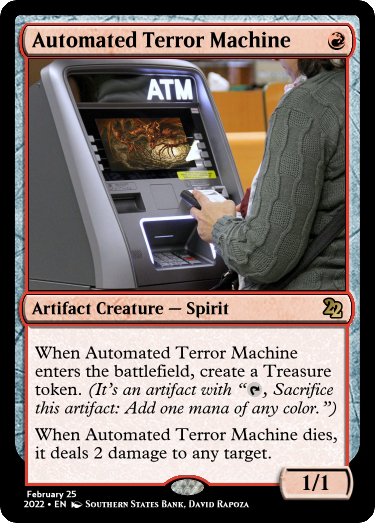 Automated Terror Machine
ATM
Artifact Creature — Spirit
22
When Automated Terror Machine
enters the battlefield, create a Treasure
token. (It's an artifact with “, Sacrifice
this artifact: Add one mana of any color.”)
When Automated Terror Machine dies,
it deals 2 damage to any target.
1/1
February 25
2022 • EN Southern States Bank, David Rapoza